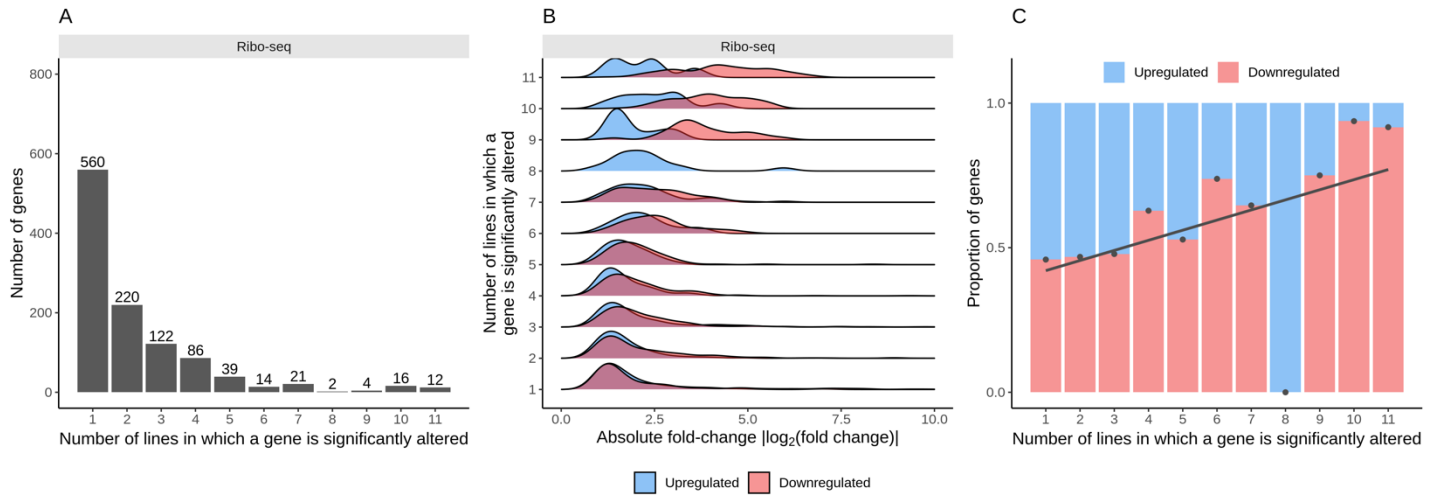 A
Ribo-seq
Number of genes
800
600
400
200
0
560
220
122
86
39
14
21
2
4
16
12
1 2 3 4 5 6 7 8 9 10 11
Number of lines in which a gene is significantly altered
B
Ribo-seq
Number of lines in which a
gene is significantly altered
11
10
9
8
7
6
5
4
3
2
1
0.0 2.5 5.0 7.5 10.0
Absolute fold-change |log2(fold change)|
Upregulated Downregulated
C
Upregulated Downregulated
Proportion of genes
1.0
0.5
0.0
1 2 3 4 5 6 7 8 9 10 11
Number of lines in which a gene is significantly altered